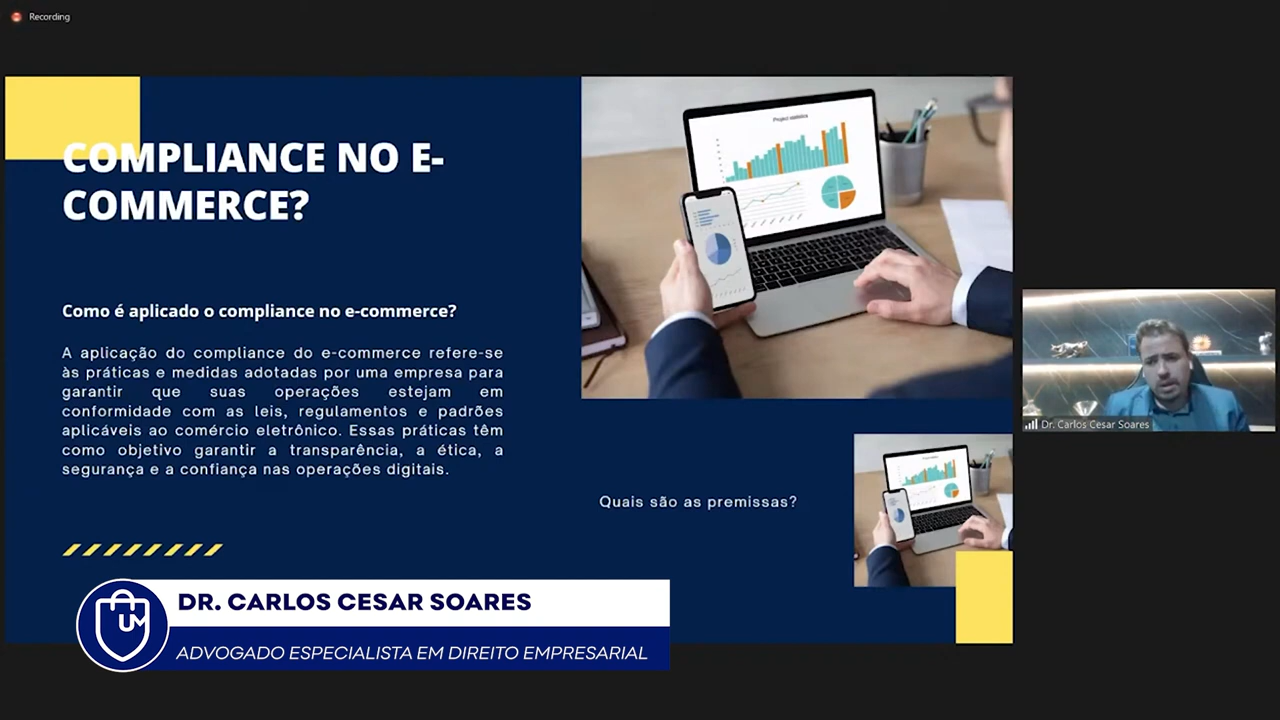 Recording
COMPLIANCE NO E-
COMMERCE?
Como é aplicado o compliance no e-commerce?
A aplicação do compliance do e-commerce refere-se
às práticas e medidas adotadas por uma empresa para
garantir que suas operações estejam em
conformidade com as leis, regulamentos e padrões
aplicáveis ao comércio eletrônico. Essas práticas têm
como objetivo garantir a transparência, a ética, a
segurança e a confiança nas operações digitais.
Project statistics
Quais são as premissas?
Dr. Carlos Cesar Soares
UM
DR. CARLOS CESAR SOARES
ADVOGADO ESPECIALISTA EM DIREITO EMPRESARIAL